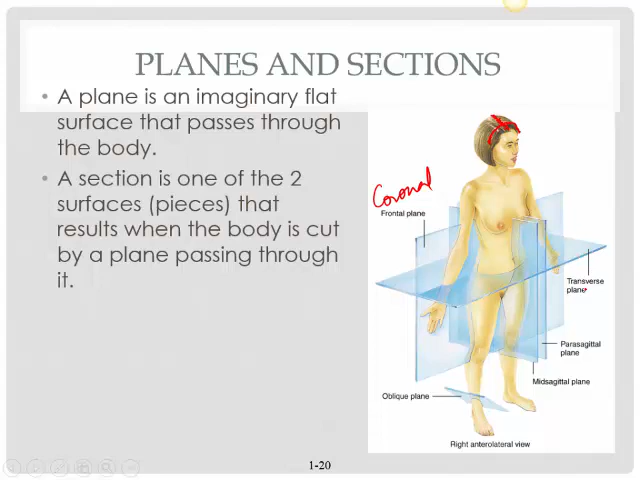 PLANES AND SECTIONS
• A plane is an imaginary flat
surface that passes through
the body.
• A section is one of the 2
surfaces (pieces) that
results when the body is cut
by a plane passing through
it.
Coronal
Frontal plane
Transverse
plane
Parasagittal
plane
Midsagittal plane
Oblique plane
Right anterolateral view
1-20